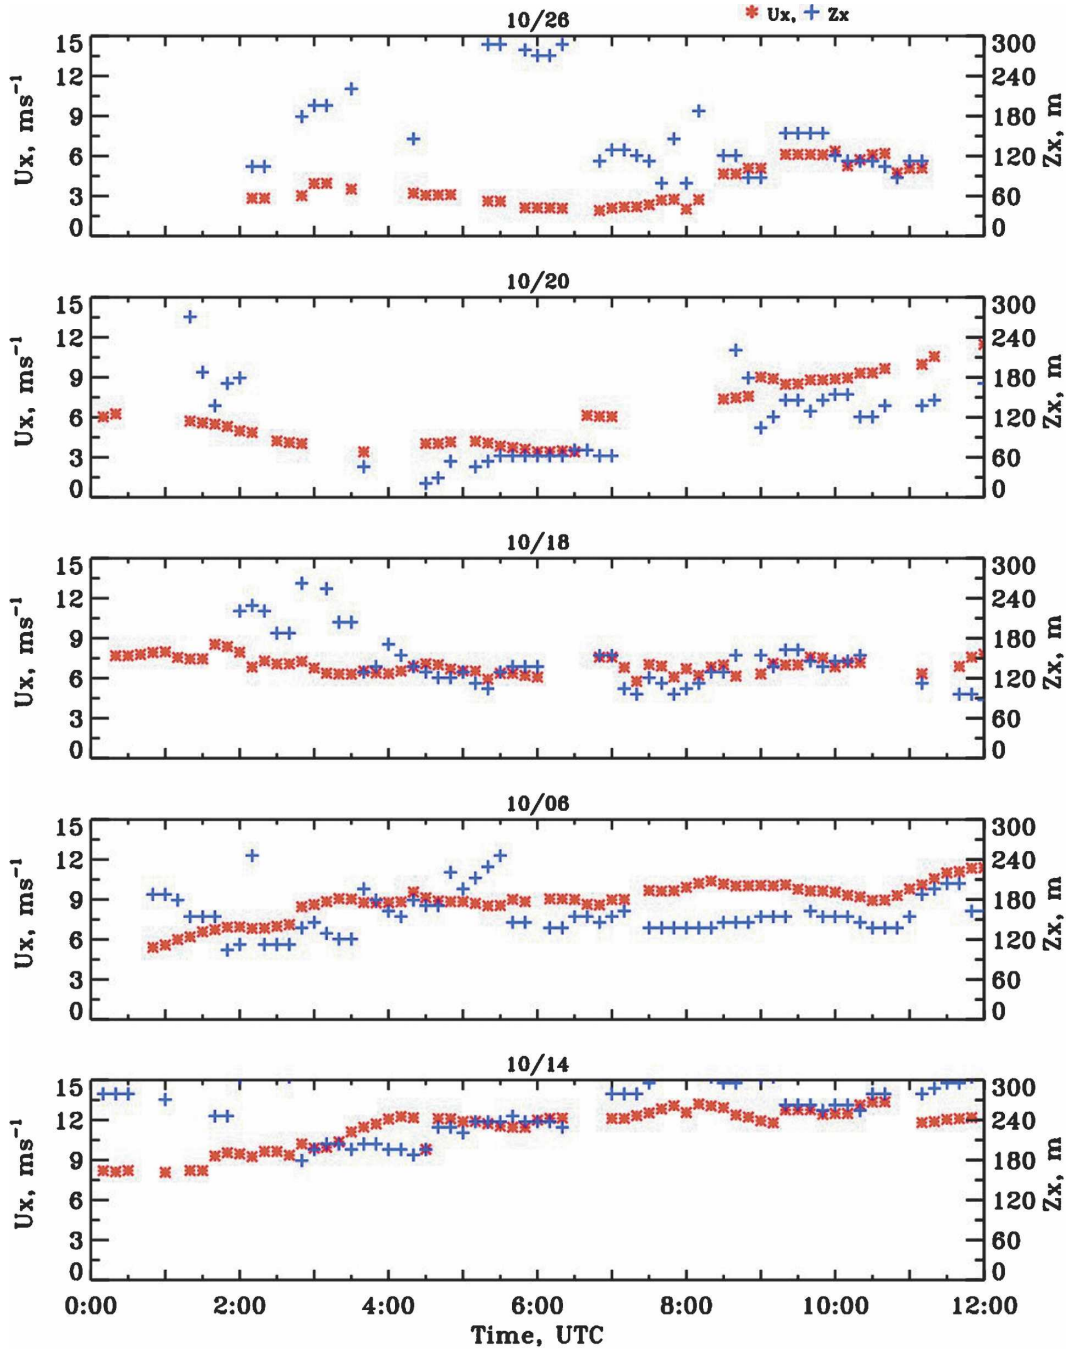 10/26
* Ux, + Zx
15 12 9 6 3 0
Ux, ms⁻¹
300 240 180 120 60 0
Zx, m
10/20
15 12 9 6 3 0
Ux, ms⁻¹
300 240 180 120 60 0
Zx, m
10/18
15 12 9 6 3 0
Ux, ms⁻¹
300 240 180 120 60 0
Zx, m
10/06
15 12 9 6 3 0
Ux, ms⁻¹
300 240 180 120 60 0
Zx, m
10/14
15 12 9 6 3 0
Ux, ms⁻¹
300 240 180 120 60 0
Zx, m
0:00 2:00 4:00 6:00 8:00 10:00 12:00
Time, UTC